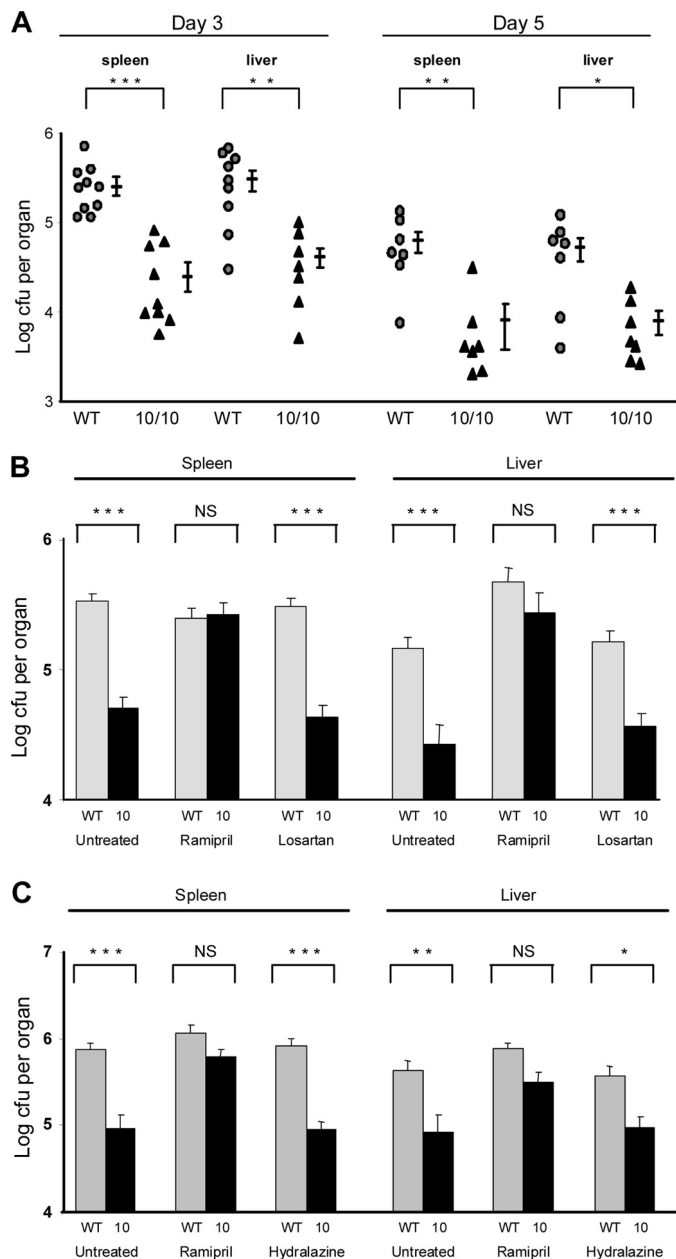 A
Day 3 Day 5
spleen liver spleen liver
*** ** ** *
6
5
4
3
Log cfu per organ
WT 10/10 WT 10/10 WT 10/10 WT 10/10
B
Spleen Liver
*** NS *** *** NS ***
6
5
4
Log cfu per organ
WT 10 WT 10 WT 10 WT 10 WT 10 WT 10
Untreated Ramipril Losartan Untreated Ramipril Losartan
C
Spleen Liver
*** NS *** ** NS *
7
6
5
4
Log cfu per organ
WT 10 WT 10 WT 10 WT 10 WT 10 WT 10
Untreated Ramipril Hydralazine Untreated Ramipril Hydralazine